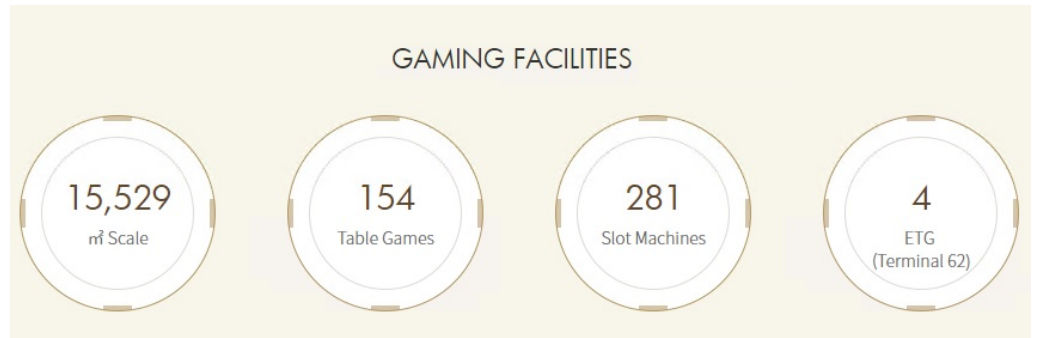 GAMING FACILITIES
15,529
㎡ Scale
154
Table Games
281
Slot Machines
4
ETG
(Terminal 62)